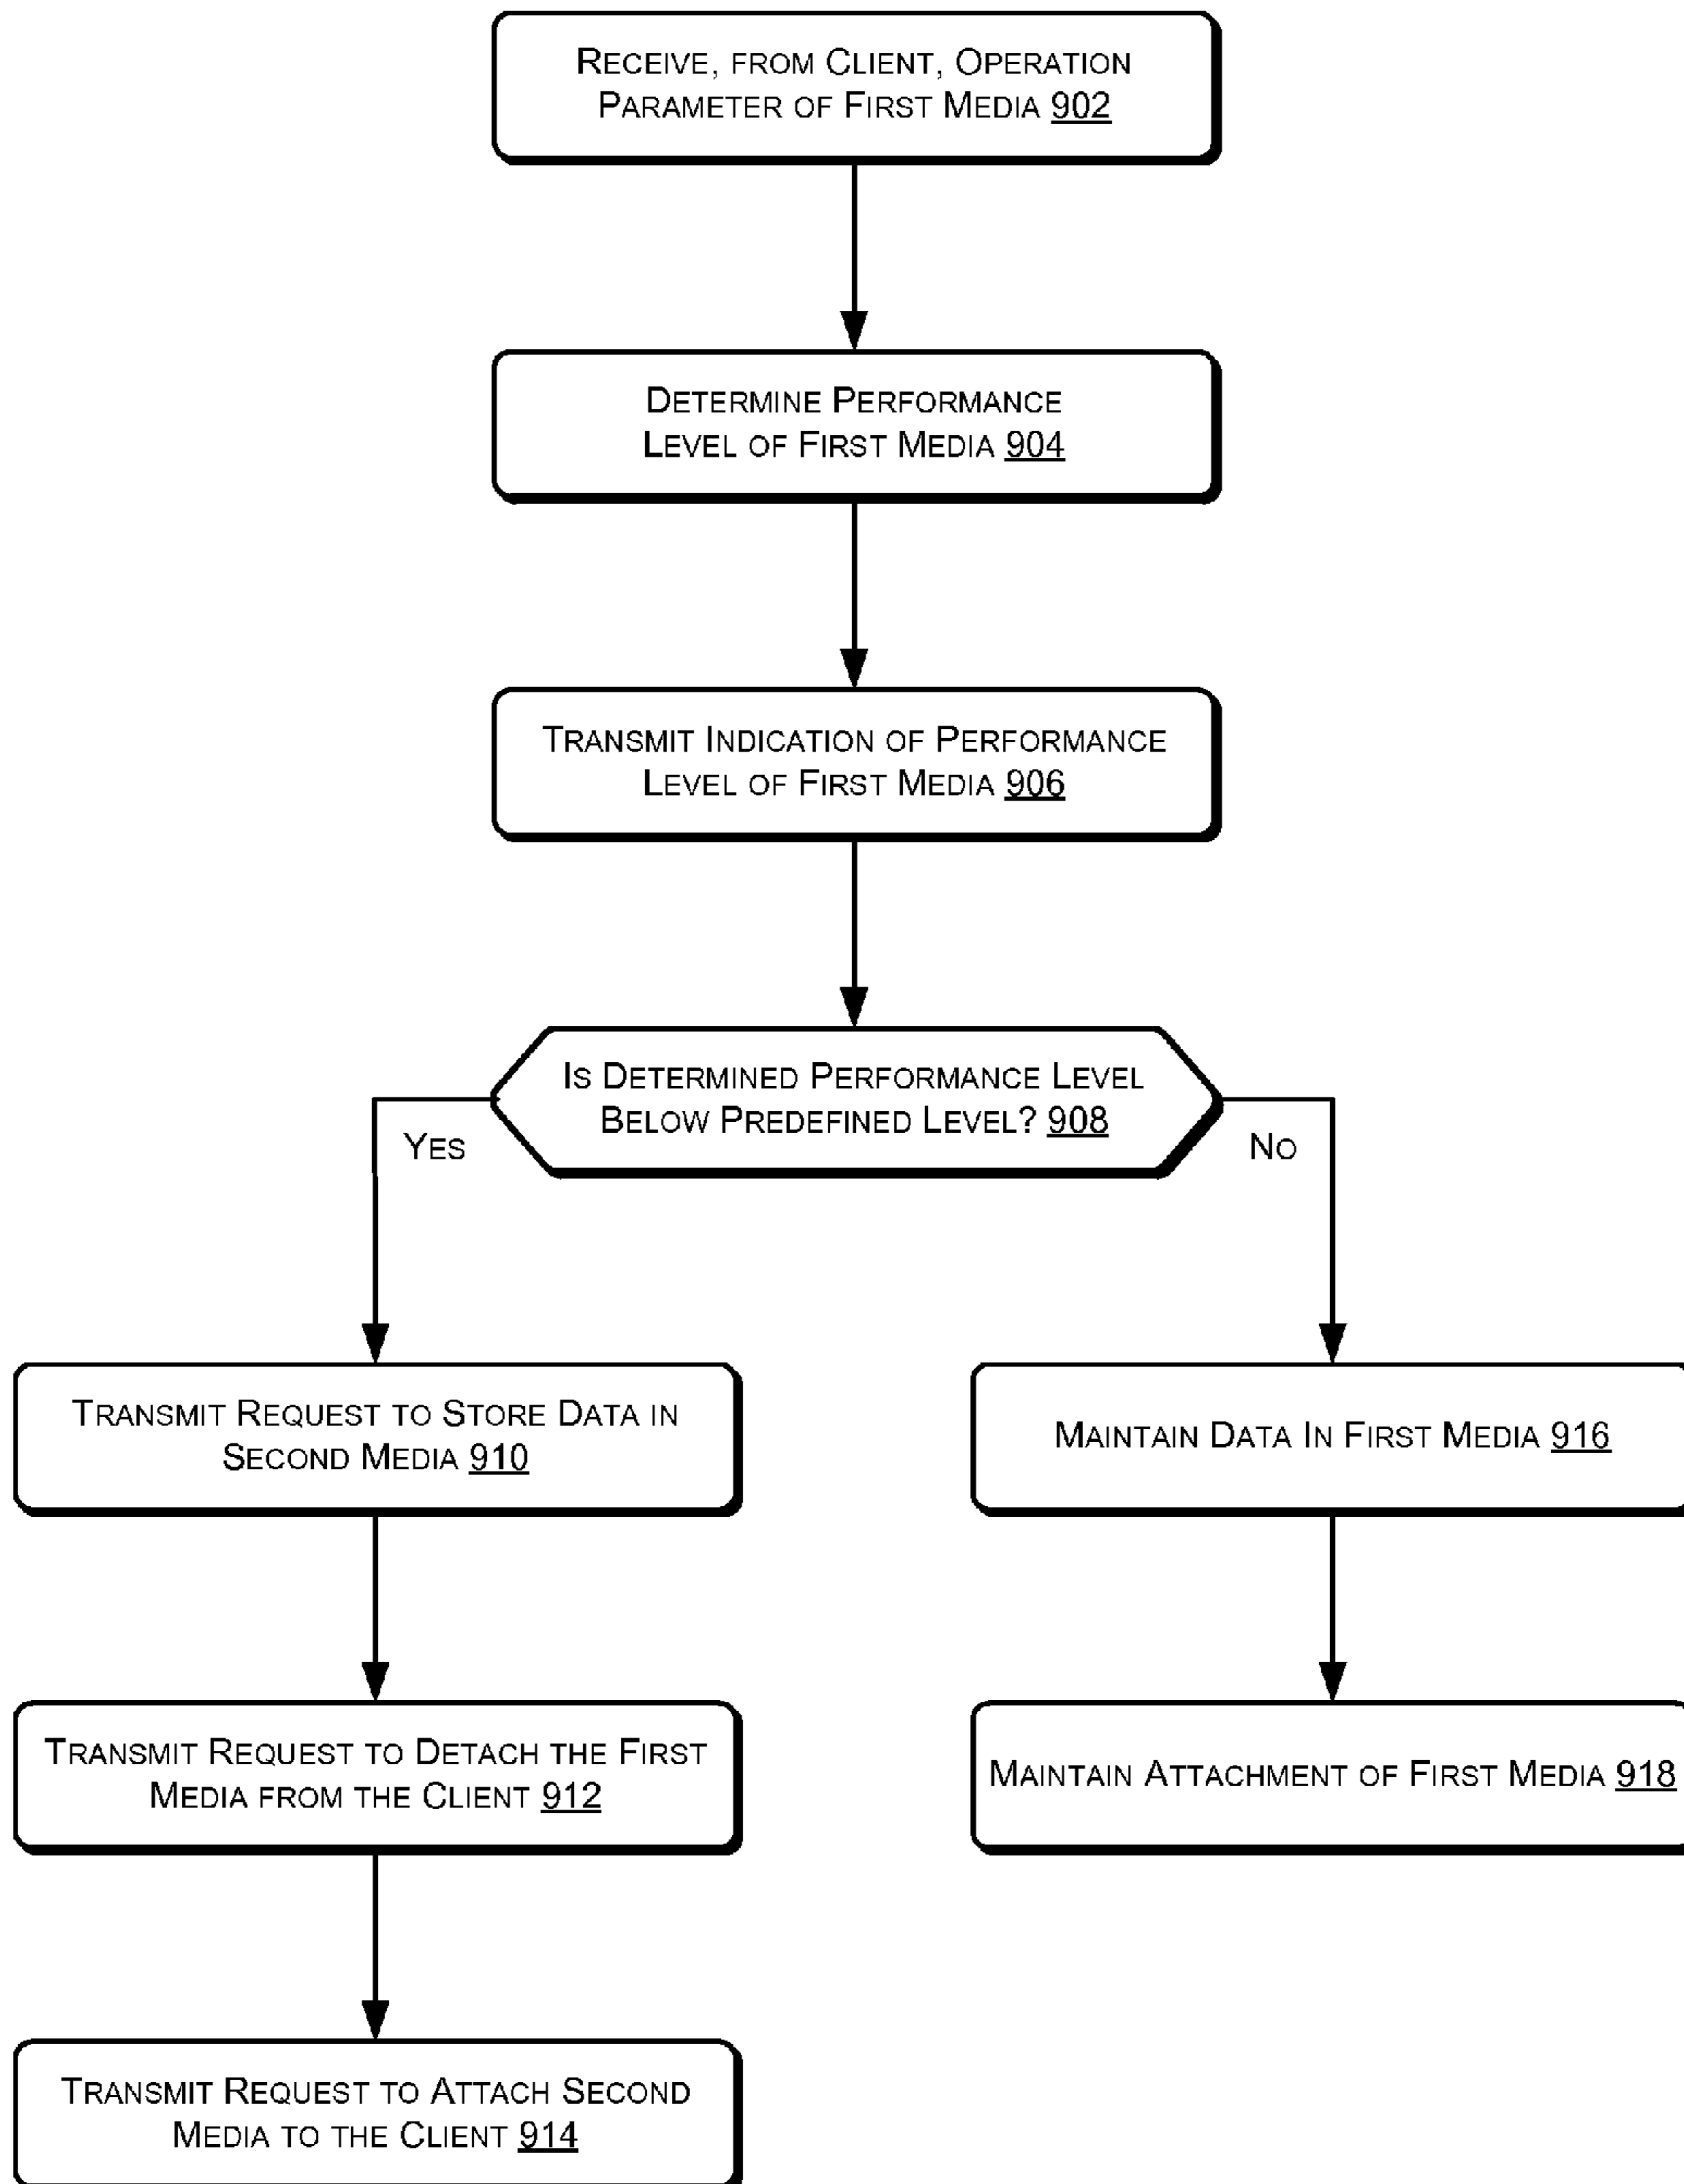 RECEIVE, FROM CLIENT, OPERATION
PARAMETER OF FIRST MEDIA 902
DETERMINE PERFORMANCE
LEVEL OF FIRST MEDIA 904
TRANSMIT INDICATION OF PERFORMANCE
LEVEL OF FIRST MEDIA 906
IS DETERMINED PERFORMANCE LEVEL
BELOW PREDEFINED LEVEL? 908
YES
NO
TRANSMIT REQUEST TO STORE DATA IN
SECOND MEDIA 910
TRANSMIT REQUEST TO DETACH THE FIRST
MEDIA FROM THE CLIENT 912
TRANSMIT REQUEST TO ATTACH SECOND
MEDIA TO THE CLIENT 914
MAINTAIN DATA IN FIRST MEDIA 916
MAINTAIN ATTACHMENT OF FIRST MEDIA 918